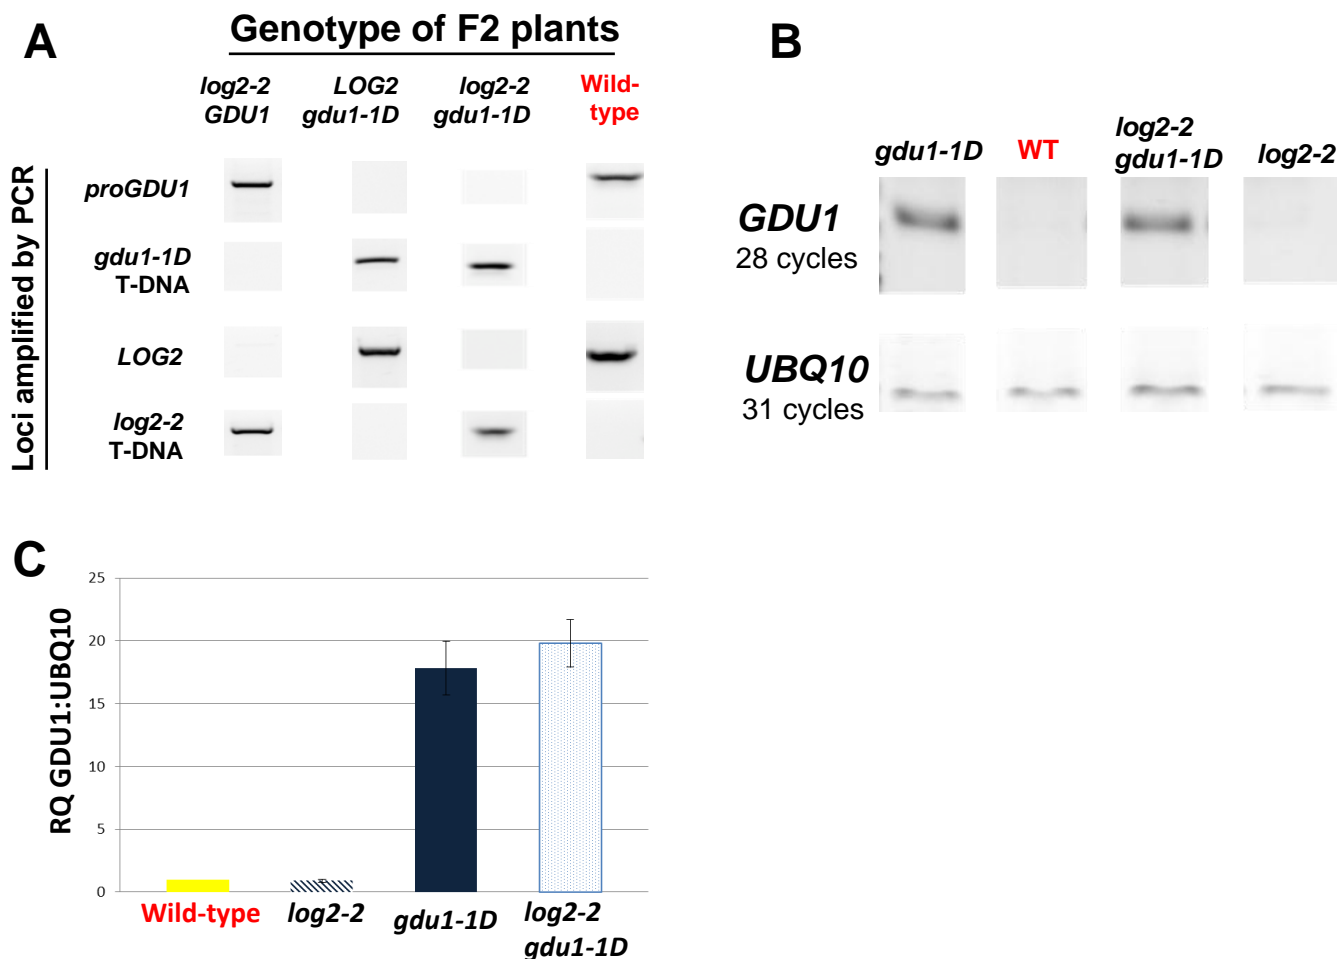 A
Genotype of F2 plants
log2-2
GDU1
LOG2
gdu1-1D
log2-2
gdu1-1D
Wild-
type
Loci amplified by PCR
proGDU1
gdu1-1D
T-DNA
LOG2
log2-2
T-DNA
B
gdu1-1D
WT
log2-2
gdu1-1D
log2-2
GDU1
28 cycles
UBQ10
31 cycles
C
RQ GDU1:UBQ10
25
20
15
10
5
0
Wild-type
log2-2
gdu1-1D
log2-2
gdu1-1D